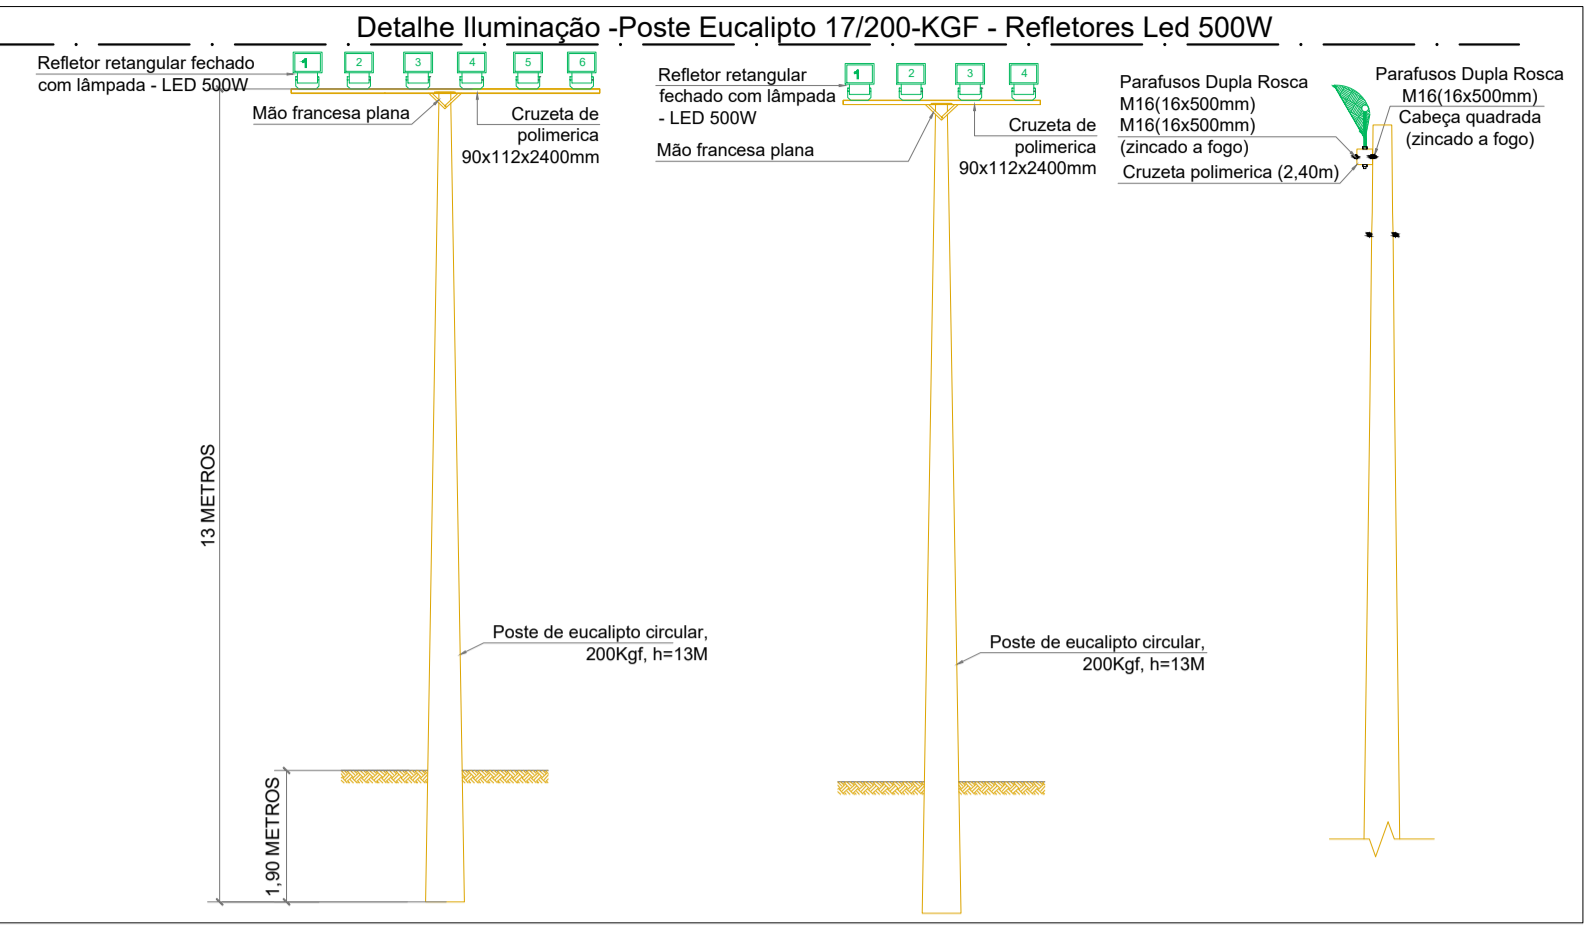 Detalhe Iluminação -Poste Eucalipto 17/200-KGF - Refletores Led 500W
Refletor retangular fechado
com lâmpada - LED 500W
1
2
3
4
5
6
Mão francesa plana
Cruzeta de
polimerica
90x112x2400mm
Refletor retangular
fechado com lâmpada
- LED 500W
1
2
3
4
Mão francesa plana
Cruzeta de
polimerica
90x112x2400mm
Parafusos Dupla Rosca
M16(16x500mm)
M16(16x500mm)
(zincado a fogo)
Cruzeta polimerica (2,40m)
Parafusos Dupla Rosca
M16(16x500mm)
Cabeça quadrada
(zincado a fogo)
13 METROS
Poste de eucalipto circular,
200Kgf, h=13M
Poste de eucalipto circular,
200Kgf, h=13M
1,90 METROS